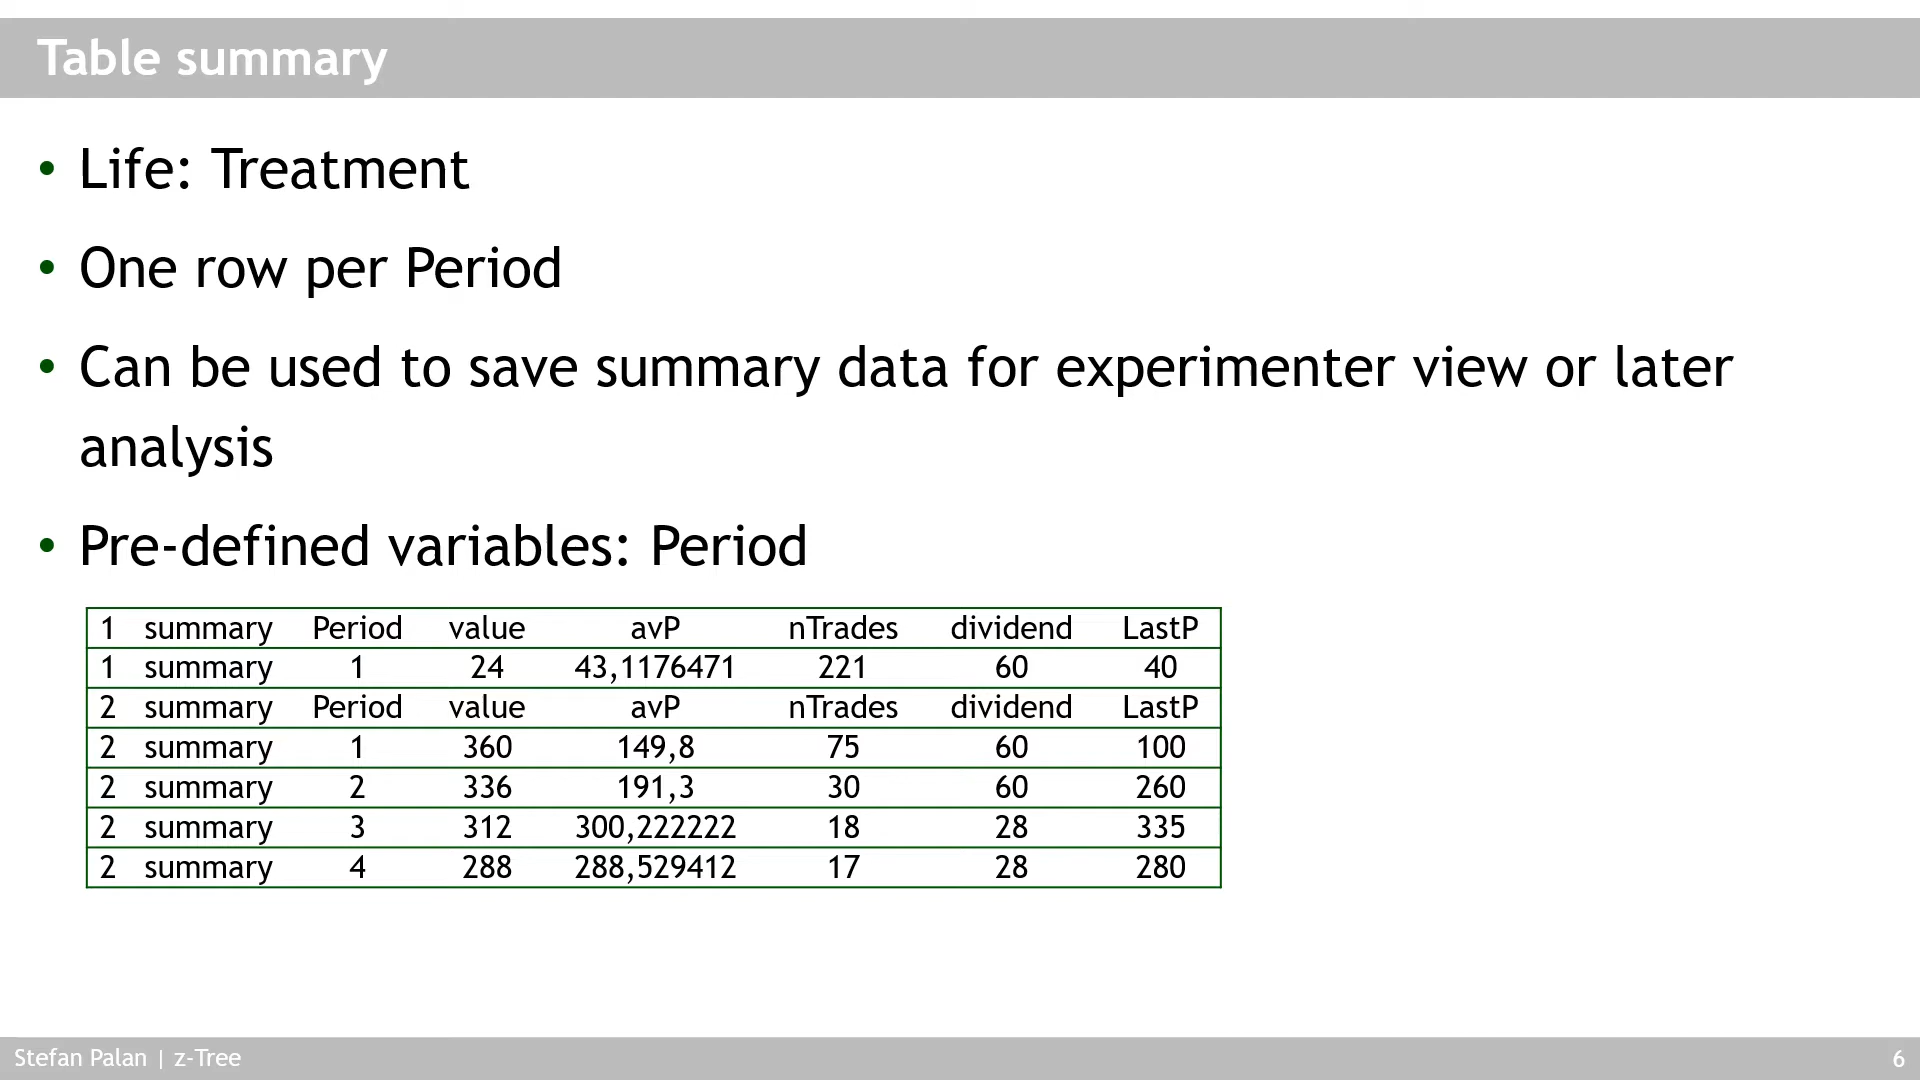 Table summary
• Life: Treatment
• One row per Period
• Can be used to save summary data for experimenter view or later
analysis
• Pre-defined variables: Period
1 summary Period value avP nTrades dividend LastP
1 summary 1 24 43,1176471 221 60 40
2 summary Period value avP nTrades dividend LastP
2 summary 1 360 149,8 75 60 100
2 summary 2 336 191,3 30 60 260
2 summary 3 312 300,222222 18 28 335
2 summary 4 288 288,529412 17 28 280
Stefan Palan | z-Tree 6